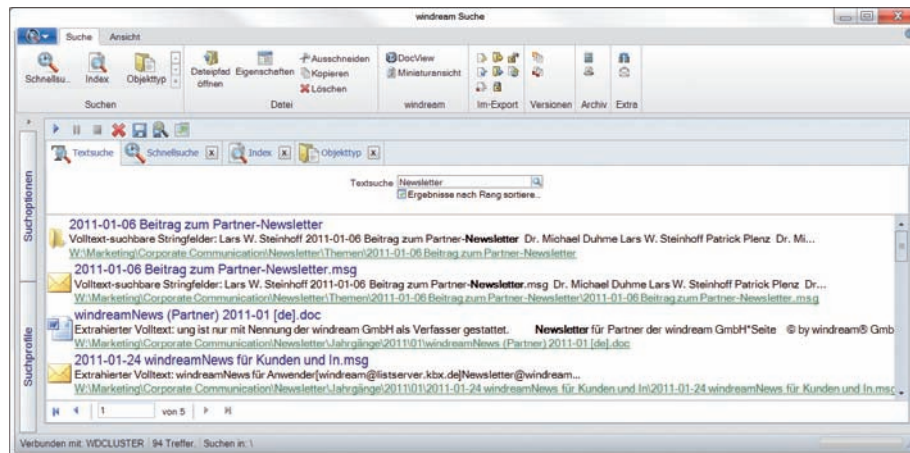 windream Suche
Suche Ansicht
Schnellsu... Index Objekttyp
Dateipfad öffnen Eigenschaften
Ausschneiden
Kopieren
Löschen
DocView
Miniaturansicht
Suchen Datei windream Im-Export Versionen Archiv Extra
Suchoptionen
Suchprofile
Textsuche Schnellsuche Index Objekttyp
Textsuche Newsletter
Ergebnisse nach Rang sortiere...
2011-01-06 Beitrag zum Partner-Newsletter
Volltext-suchbare Stringfelder: Lars W. Steinhoff 2011-01-06 Beitrag zum Partner-Newsletter Dr. Michael Duhme Lars W. Steinhoff Patrick Plenz Dr. Mi...
W:\Marketing\Corporate Communication\Newsletter\Themen\2011-01-06 Beitrag zum Partner-Newsletter
2011-01-06 Beitrag zum Partner-Newsletter.msg
Volltext-suchbare Stringfelder: Lars W. Steinhoff 2011-01-06 Beitrag zum Partner-Newsletter.msg Dr. Michael Duhme Lars W. Steinhoff Patrick Plenz Dr...
W:\Marketing\Corporate Communication\Newsletter\Themen\2011-01-06 Beitrag zum Partner-Newsletter\2011-01-06 Beitrag zum Partner-Newsletter.msg
windreamNews (Partner) 2011-01 [de].doc
Extrahierter Volltext: ung ist nur mit Nennung der windream GmbH als Verfasser gestattet. Newsletter für Partner der windream GmbH*Seite © by windream® Gmb
W:\Marketing\Corporate Communication\Newsletter\Jahrgänge\2011\01\windreamNews (Partner) 2011-01 [de].doc
2011-01-24 windreamNews für Kunden und In.msg
Extrahierter Volltext: windreamNews für Anwender[windream@listserver.kbx.de]Newsletter@windream...
W:\Marketing\Corporate Communication\Newsletter\Jahrgänge\2011\01\2011-01-24 windreamNews für Kunden und In\2011-01-24 windreamNews für Kunden und In.msg
1 von 5
Verbunden mit: WDCLUSTER 94 Treffer. Suchen in: \